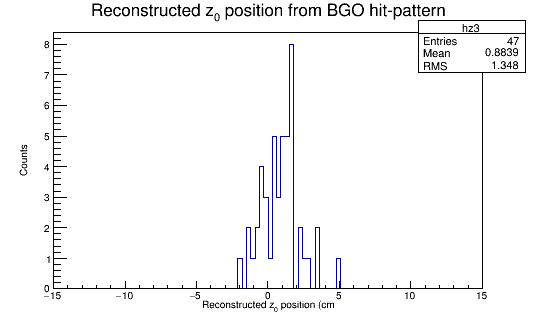 Reconstructed z0 position from BGO hit-pattern
hz3
Entries 47
Mean 0.8839
RMS 1.348
Counts
8
7
6
5
4
3
2
1
0
−15 −10 −5 0 5 10 15
Reconstructed z0 position (cm